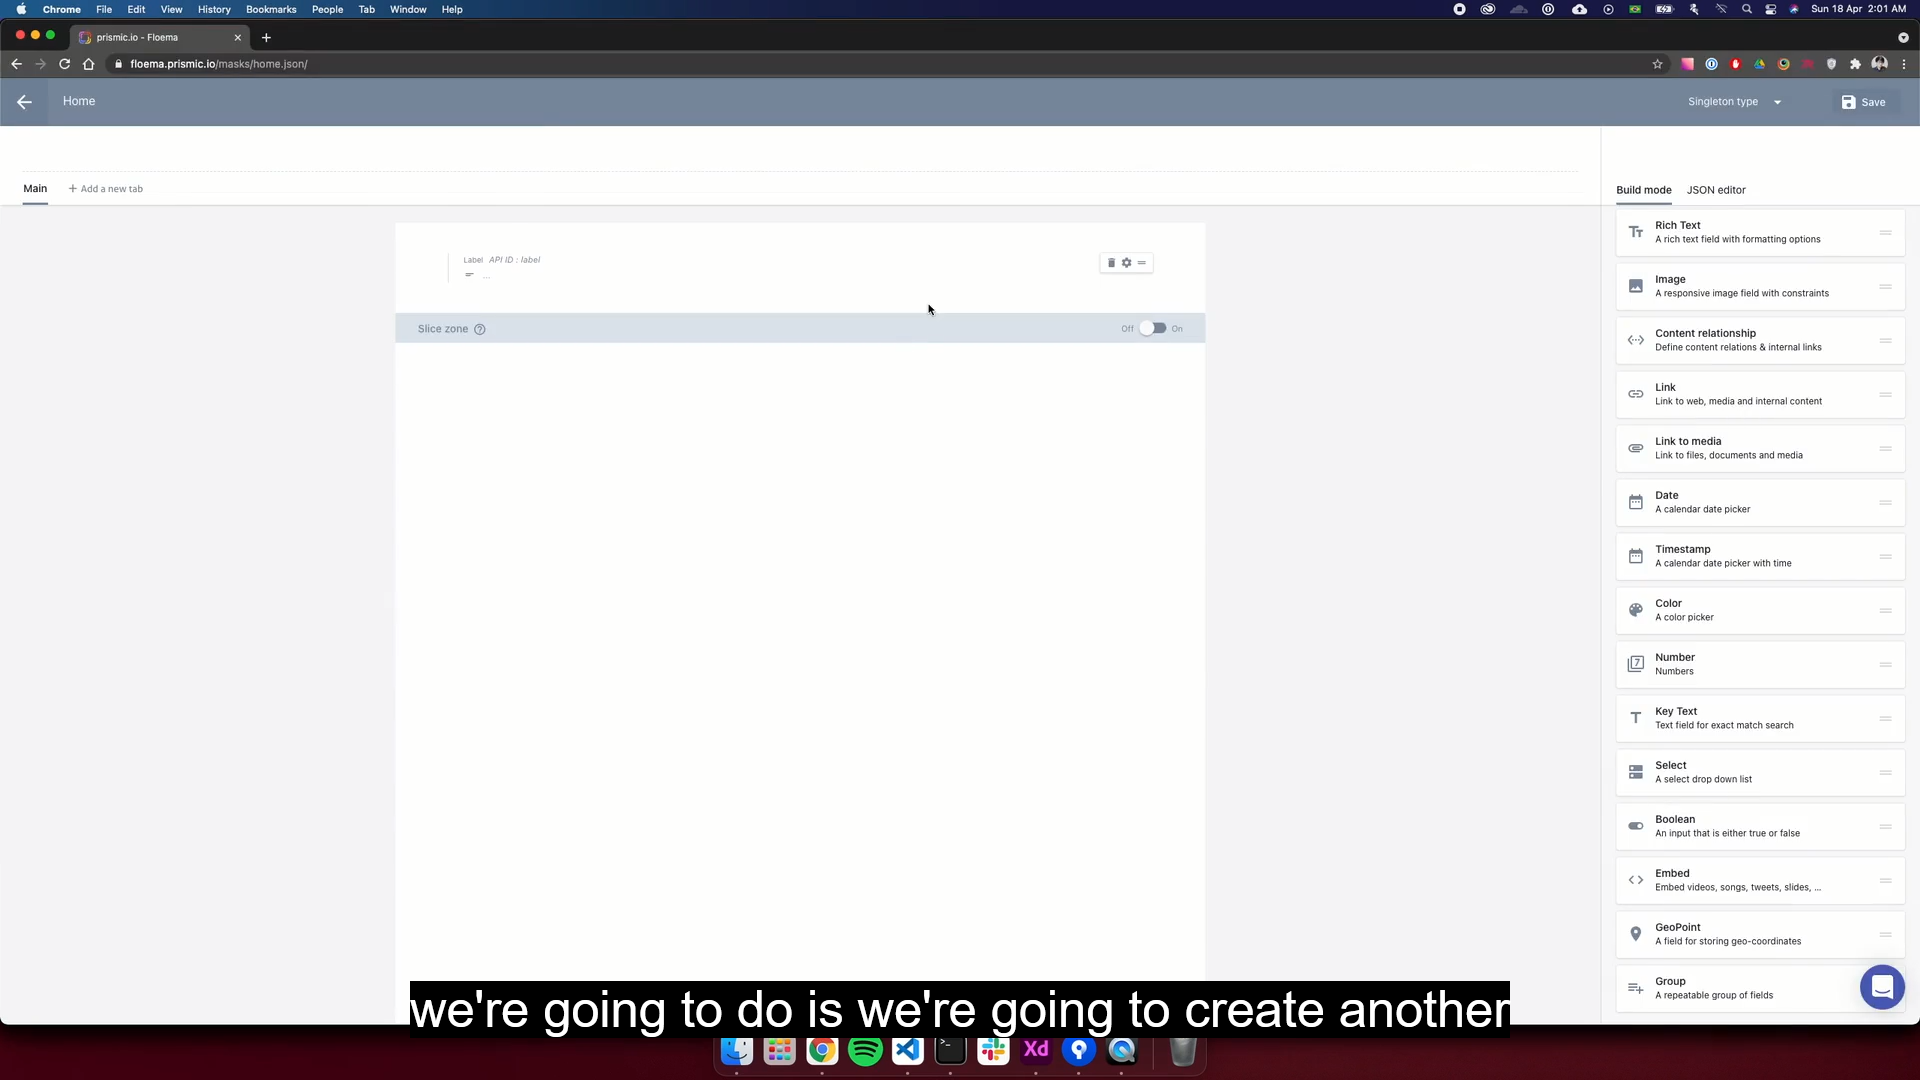 Chrome File Edit View History Bookmarks People Tab Window Help
Sun 18 Apr 2:01 AM
prismic.io - Floema
floema.prismic.io/masks/home.json/
Home
Singleton type
Save
Main
+ Add a new tab
Build mode
JSON editor
Label API ID : label
...
Slice zone ?
Off
On
Rich Text
A rich text field with formatting options
Image
A responsive image field with constraints
Content relationship
Define content relations & internal links
Link
Link to web, media and internal content
Link to media
Link to files, documents and media
Date
A calendar date picker
Timestamp
A calendar date picker with time
Color
A color picker
Number
Numbers
Key Text
Text field for exact match search
Select
A select drop down list
Boolean
An input that is either true or false
Embed
Embed videos, songs, tweets, slides, ...
GeoPoint
A field for storing geo-coordinates
Group
A repeatable group of fields
we're going to do is we're going to create another
Xd